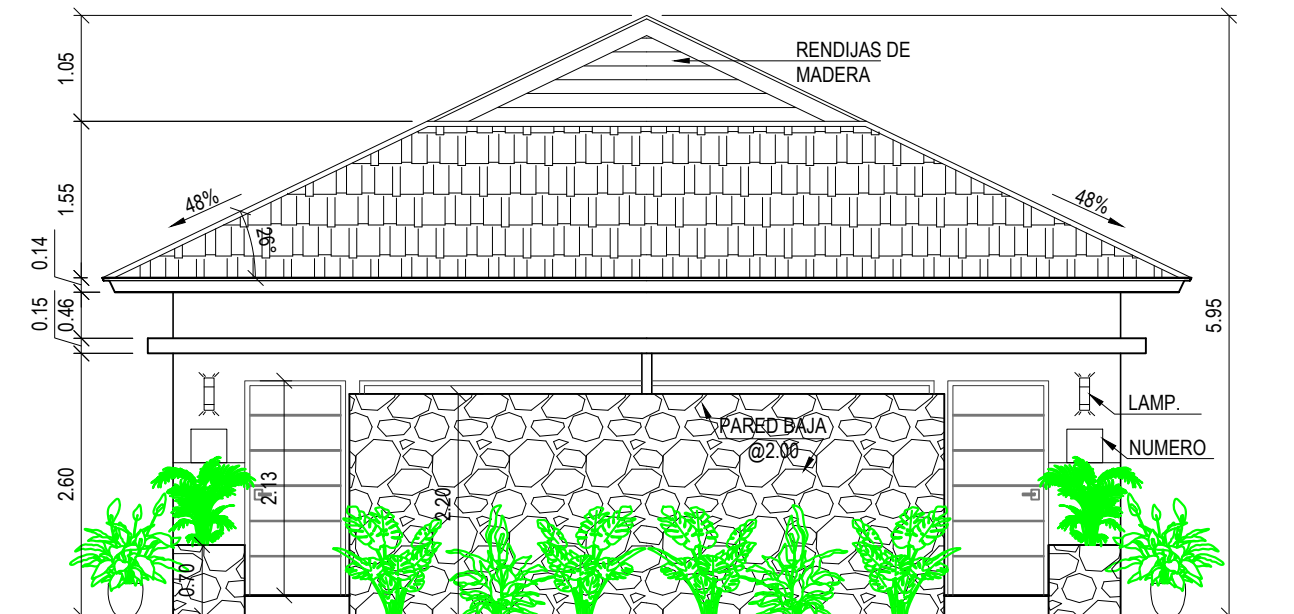 1.05
RENDIJAS DE
MADERA
1.55
48%
48%
26°
0.14
0.15
0.46
5.95
LAMP.
PARED BAJA
@2.00
NUMERO
2.60
2.13
2.20
0.70